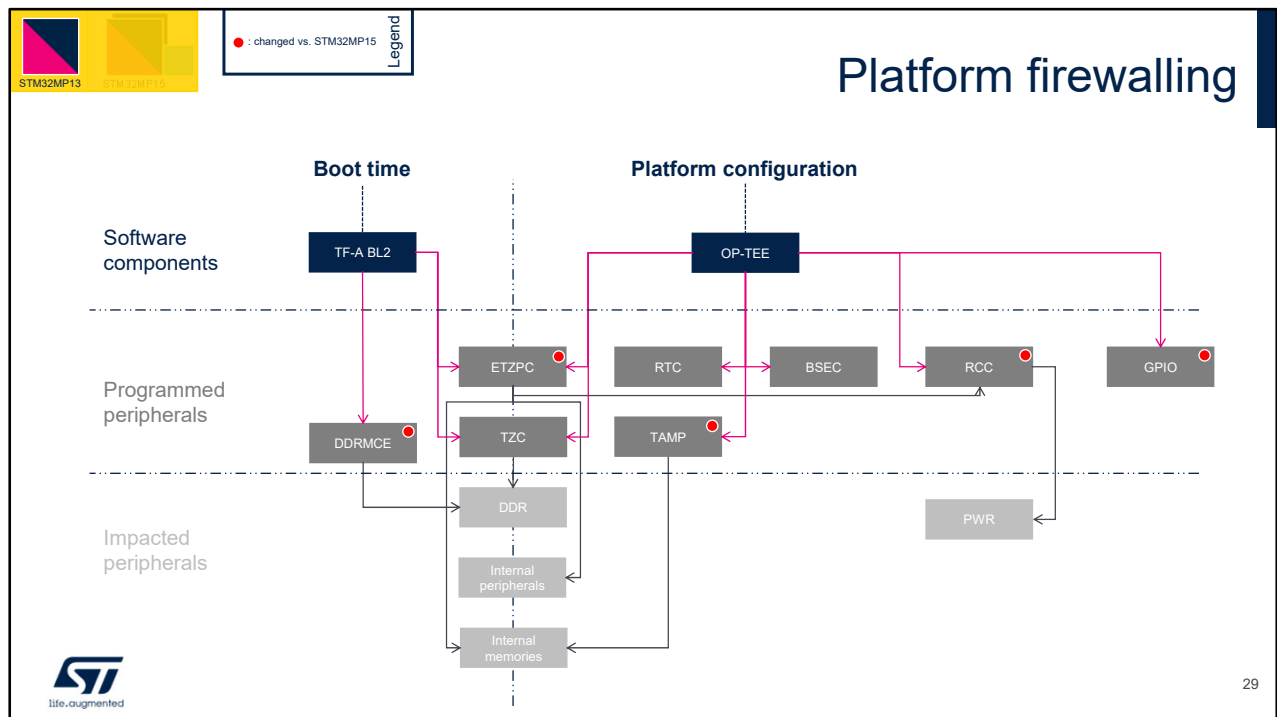 STM32MP13
STM32MP15
: changed vs. STM32MP15
Legend
Platform firewalling
Boot time
Platform configuration
Software
components
TF-A BL2
OP-TEE
Programmed
peripherals
ETZPC
RTC
BSEC
RCC
GPIO
DDRMCE
TZC
TAMP
Impacted
peripherals
DDR
PWR
Internal
peripherals
Internal
memories
ST
life.augmented
29